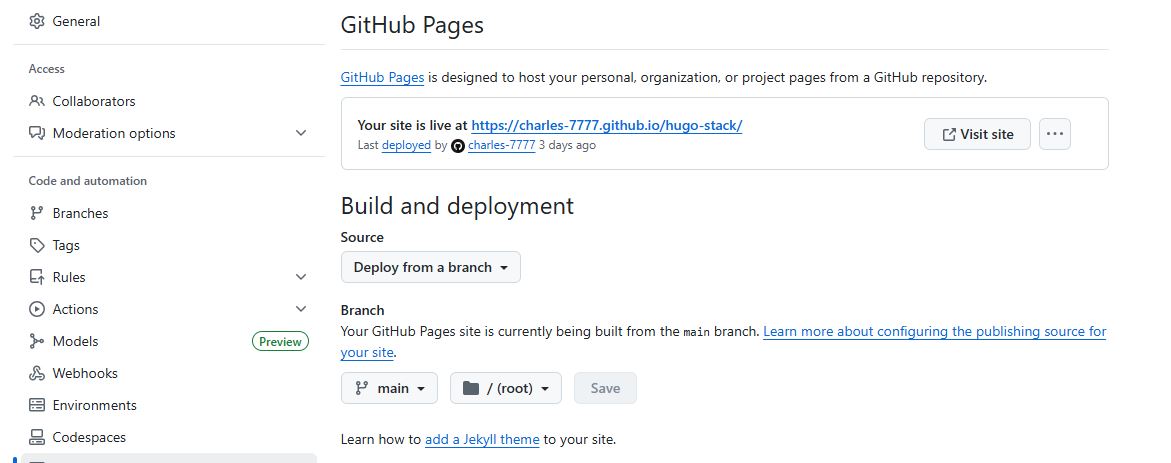 General
Access
Collaborators
Moderation options
Code and automation
Branches
Tags
Rules
Actions
Models Preview
Webhooks
Environments
Codespaces
GitHub Pages
GitHub Pages is designed to host your personal, organization, or project pages from a GitHub repository.
Your site is live at https://charles-7777.github.io/hugo-stack/
Last deployed by charles-7777 3 days ago
Visit site
Build and deployment
Source
Deploy from a branch
Branch
Your GitHub Pages site is currently being built from the main branch. Learn more about configuring the publishing source for
your site.
main / (root) Save
Learn how to add a Jekyll theme to your site.